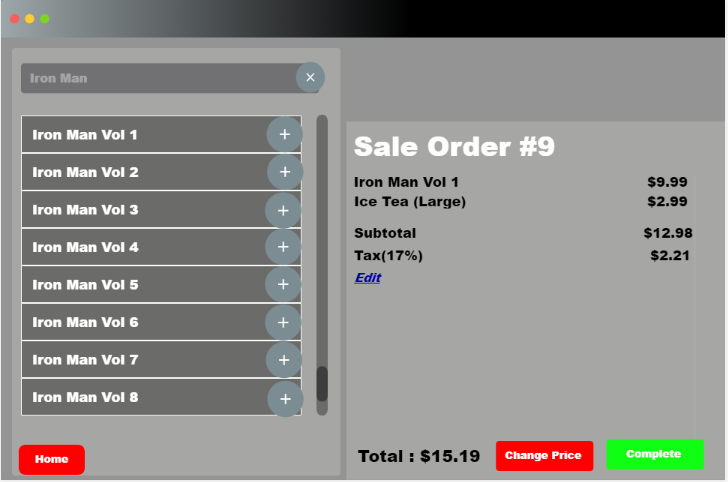 Iron Man
×
Iron Man Vol 1 +
Iron Man Vol 2 +
Iron Man Vol 3 +
Iron Man Vol 4 +
Iron Man Vol 5 +
Iron Man Vol 6 +
Iron Man Vol 7 +
Iron Man Vol 8 +
Home
Sale Order #9
Iron Man Vol 1 $9.99
Ice Tea (Large) $2.99
Subtotal $12.98
Tax(17%) $2.21
Edit
Total : $15.19
Change Price
Complete